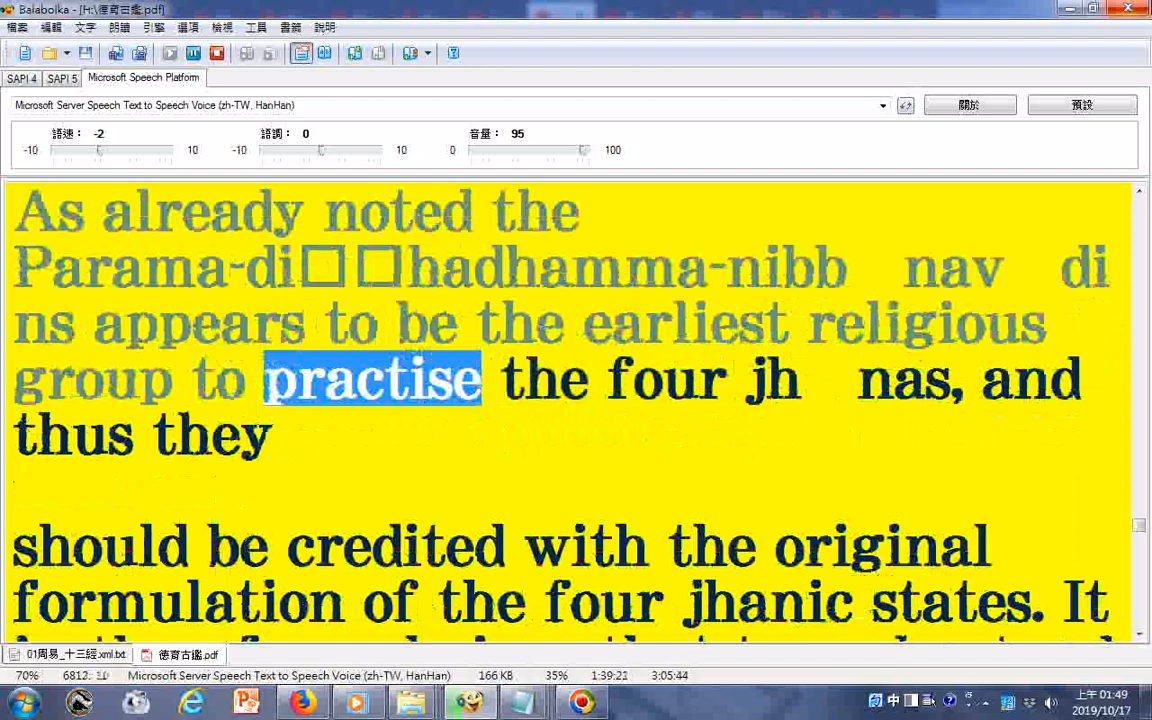 Balabolka - [H:\德育古鑑.pdf]
檔案 編輯 文字 朗讀 引擎 選項 檢視 工具 書籤 說明
SAPI 4 SAPI 5 Microsoft Speech Platform
Microsoft Server Speech Text to Speech Voice (zh-TW, HanHan) 關於 預設
語速： -2 語調： 0 音量： 95
-10 10 -10 10 0 100
As already noted the
Parama-di□□hadhamma-nibb nav di
ns appears to be the earliest religious
group to practise the four jh nas, and
thus they
should be credited with the original
formulation of the four jhanic states. It
01周易_十三經.xml.txt 德育古鑑.pdf
70% Microsoft Server Speech Text to Speech Voice (zh-TW, HanHan) 166 KB 35% 1:39:21 3:05:44
中 上午 01:49
2019/10/17